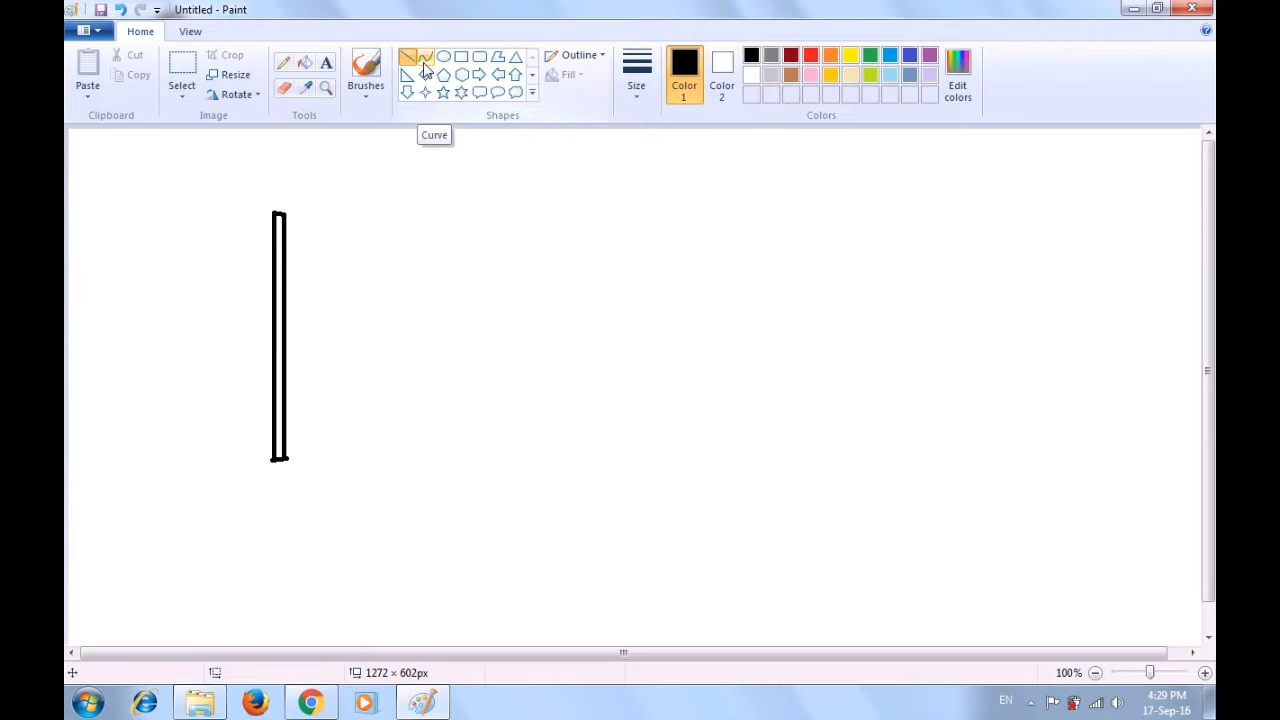 Untitled - Paint
Home
View
Paste
Cut
Copy
Clipboard
Select
Crop
Resize
Rotate
Image
A
Tools
Brushes
Outline
Fill
Shapes
Size
Color 1
Color 2
Edit colors
Colors
Curve
1272 × 602px
100%
EN
4:29 PM
17-Sep-16